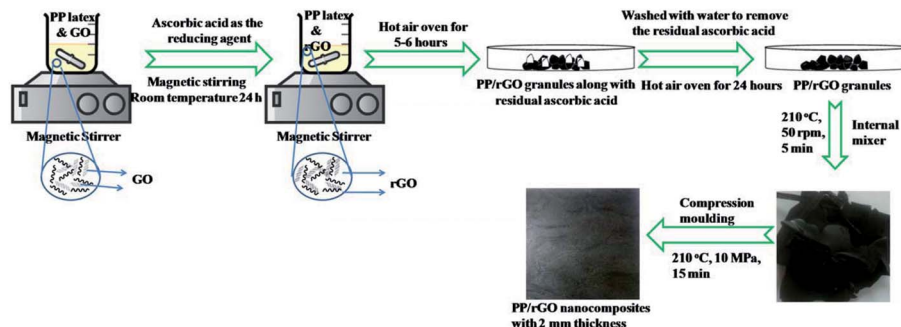 PP latex
& GO
Ascorbic acid as the
reducing agent
Magnetic stirring
Room temperature 24 h
Magnetic Stirrer
GO
PP latex
&
rGO
Magnetic Stirrer
rGO
Hot air oven for
5-6 hours
PP/rGO granules along with
residual ascorbic acid
Washed with water to remove
the residual ascorbic acid
Hot air oven for 24 hours
PP/rGO granules
210 °C,
50 rpm,
5 min
Internal
mixer
Compression
moulding
210 °C, 10 MPa,
15 min
PP/rGO nanocomposites
with 2 mm thickness